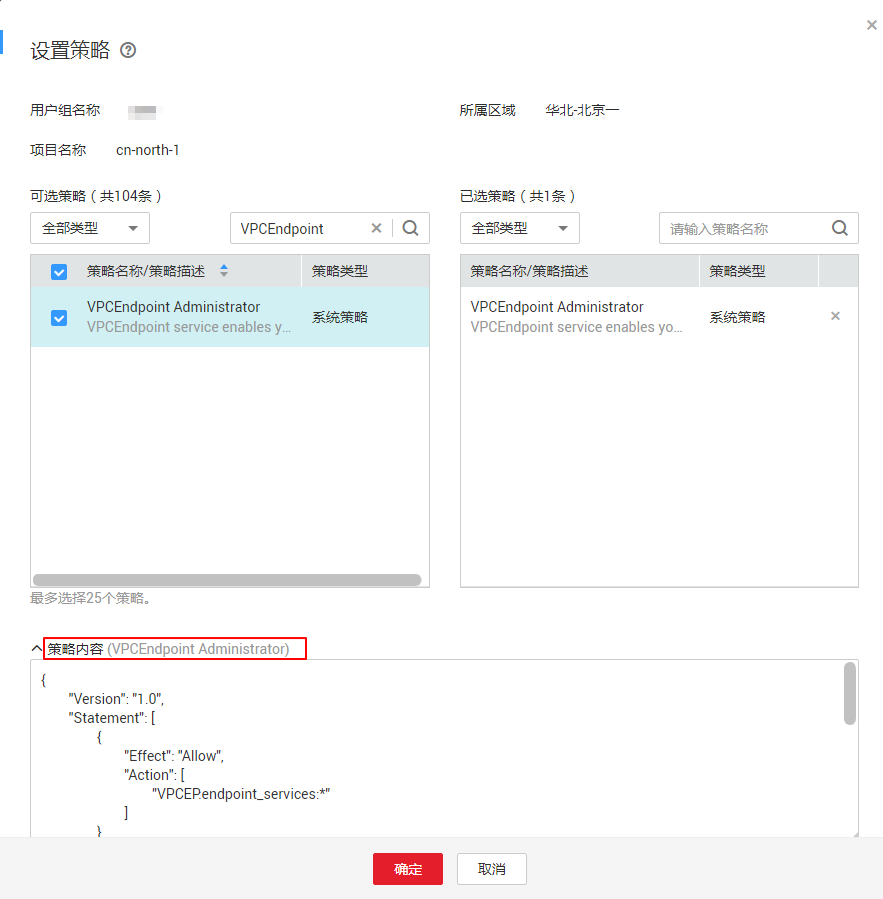 设置策略 ?
用户组名称
所属区域 华北-北京一
项目名称 cn-north-1
可选策略（共104条）
已选策略（共1条）
全部类型 VPCEndpoint
全部类型 请输入策略名称
策略名称/策略描述 策略类型
策略名称/策略描述 策略类型
VPCEndpoint Administrator
VPCEndpoint service enables y...
系统策略
VPCEndpoint Administrator
VPCEndpoint service enables yo...
系统策略
最多选择25个策略。
策略内容 (VPCEndpoint Administrator)
{
"Version": "1.0",
"Statement": [
{
"Effect": "Allow",
"Action": [
"VPCEP:endpoint_services:*"
]
}
确定 取消